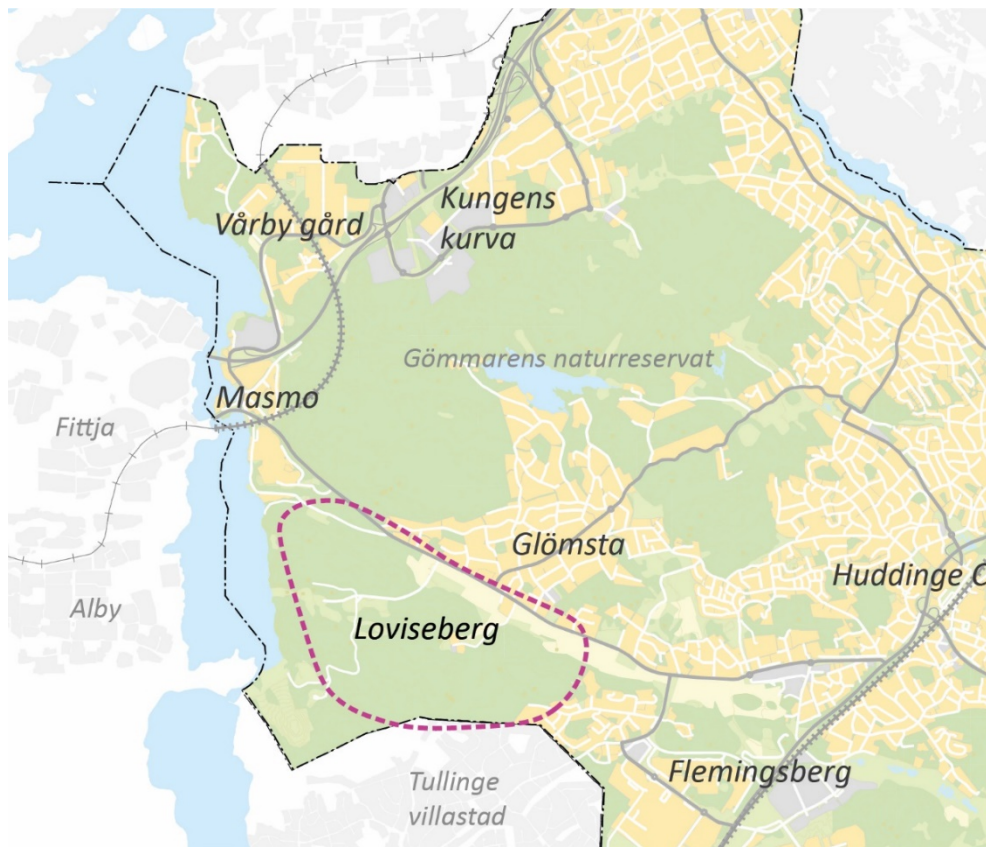 Kungens
kurva
Vårby gård
Gömmarens naturreservat
Masmo
Fittja
Glömsta
Huddinge C
Alby
Loviseberg
Flemingsberg
Tullinge
villastad